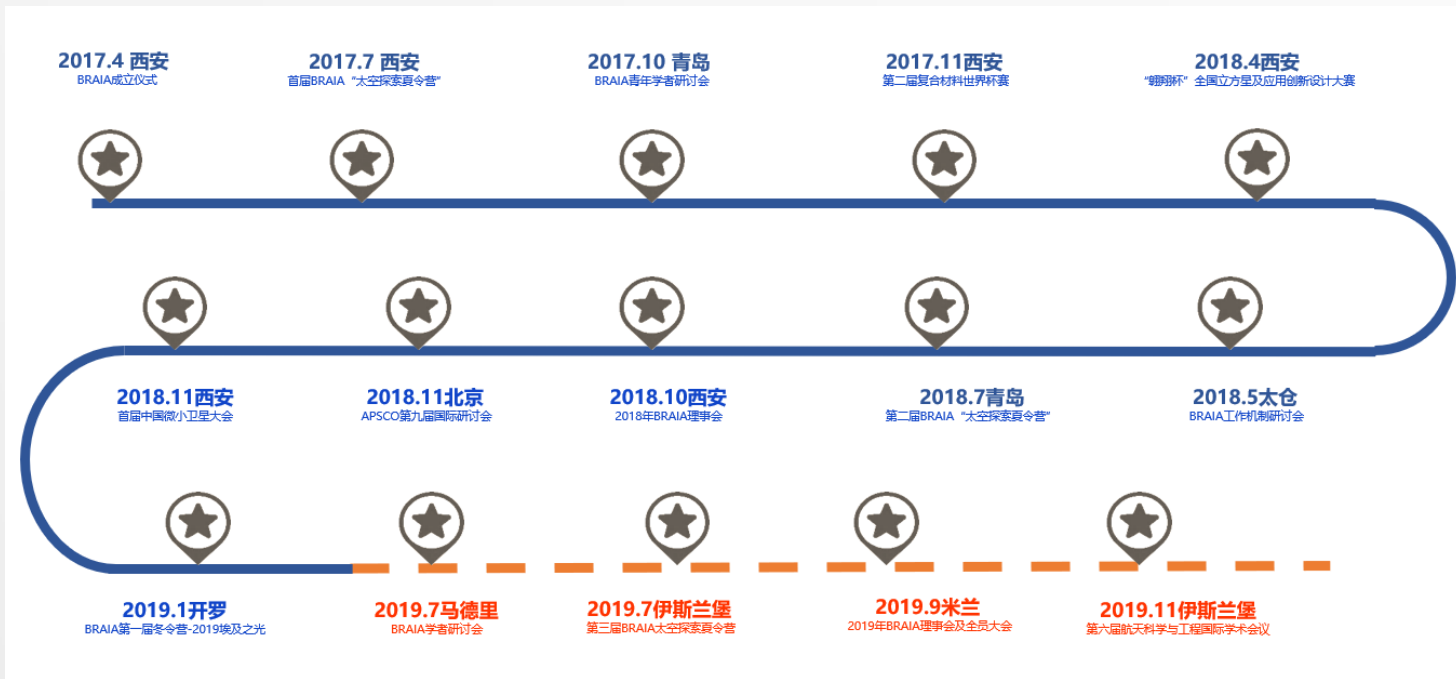 2017.4 西安
BRAIA成立仪式
2017.7 西安
首届BRAIA“太空探索夏令营”
2017.10 青岛
BRAIA青年学者研讨会
2017.11西安
第二届复合材料世界杯赛
2018.4西安
“翱翔杯”全国立方星及应用创新设计大赛
2018.11西安
首届中国微小卫星大会
2018.11北京
APSCO第九届国际研讨会
2018.10西安
2018年BRAIA理事会
2018.7青岛
第二届BRAIA“太空探索夏令营”
2018.5太仓
BRAIA工作机制研讨会
2019.1开罗
BRAIA第一届冬令营-2019埃及之光
2019.7马德里
BRAIA学者研讨会
2019.7伊斯兰堡
第三届BRAIA太空探索夏令营
2019.9米兰
2019年BRAIA理事会及全员大会
2019.11伊斯兰堡
第六届航天科学与工程国际学术会议